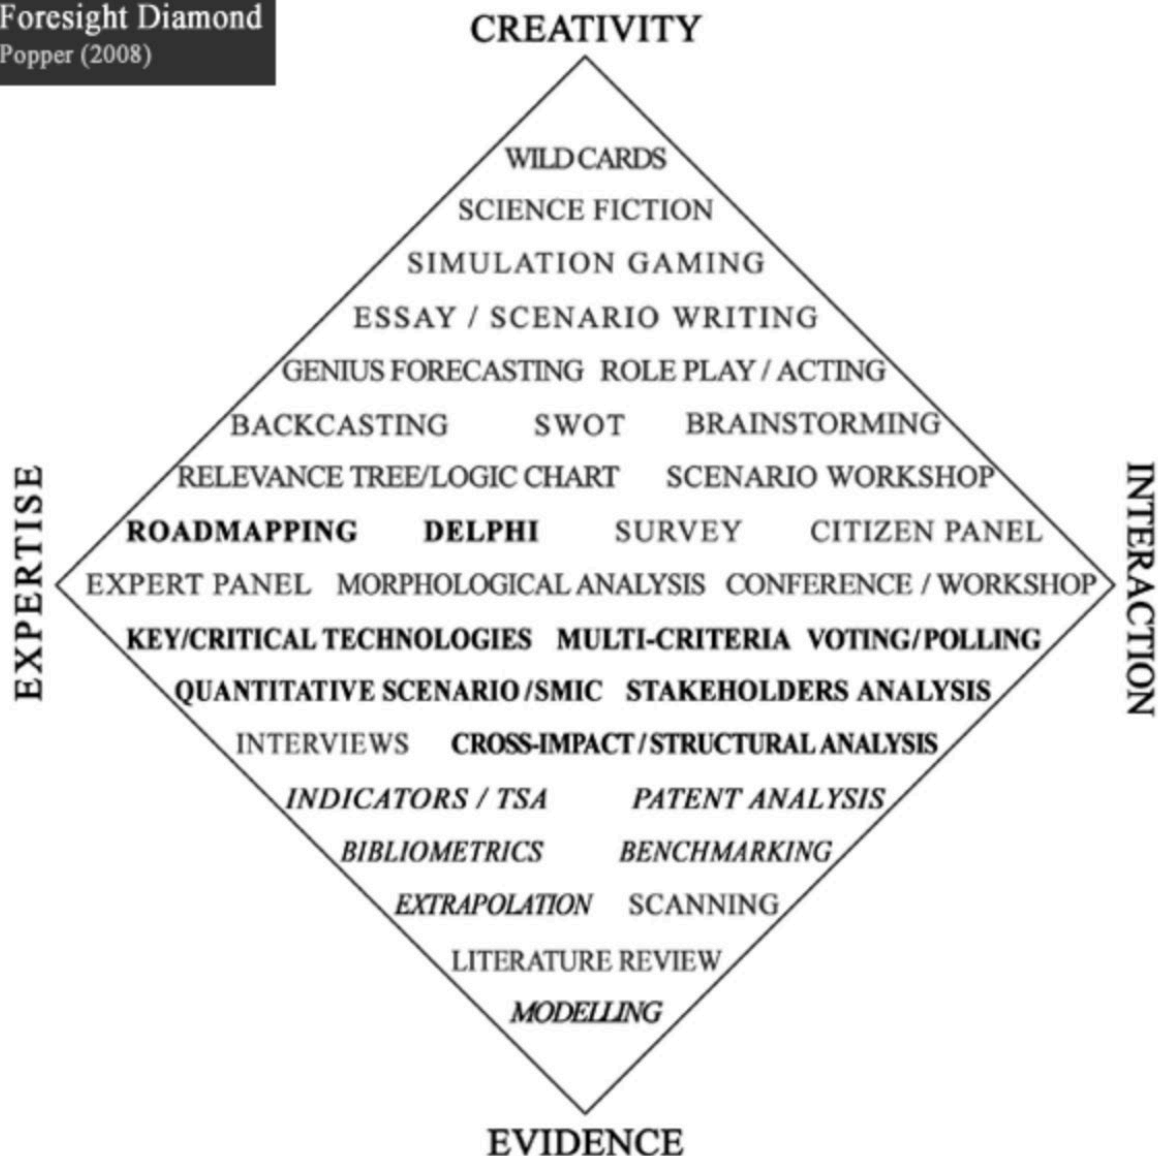 Foresight Diamond
Popper (2008)
CREATIVITY
WILD CARDS
SCIENCE FICTION
SIMULATION GAMING
ESSAY / SCENARIO WRITING
GENIUS FORECASTING ROLE PLAY / ACTING
BACKCASTING SWOT BRAINSTORMING
RELEVANCE TREE/LOGIC CHART SCENARIO WORKSHOP
ROADMAPPING DELPHI SURVEY CITIZEN PANEL
EXPERT PANEL MORPHOLOGICAL ANALYSIS CONFERENCE / WORKSHOP
KEY/CRITICAL TECHNOLOGIES MULTI-CRITERIA VOTING/POLLING
QUANTITATIVE SCENARIO/SMIC STAKEHOLDERS ANALYSIS
INTERVIEWS CROSS-IMPACT / STRUCTURAL ANALYSIS
INDICATORS / TSA PATENT ANALYSIS
BIBLIOMETRICS BENCHMARKING
EXTRAPOLATION SCANNING
LITERATURE REVIEW
MODELLING
EXPERTISE
INTERACTION
EVIDENCE